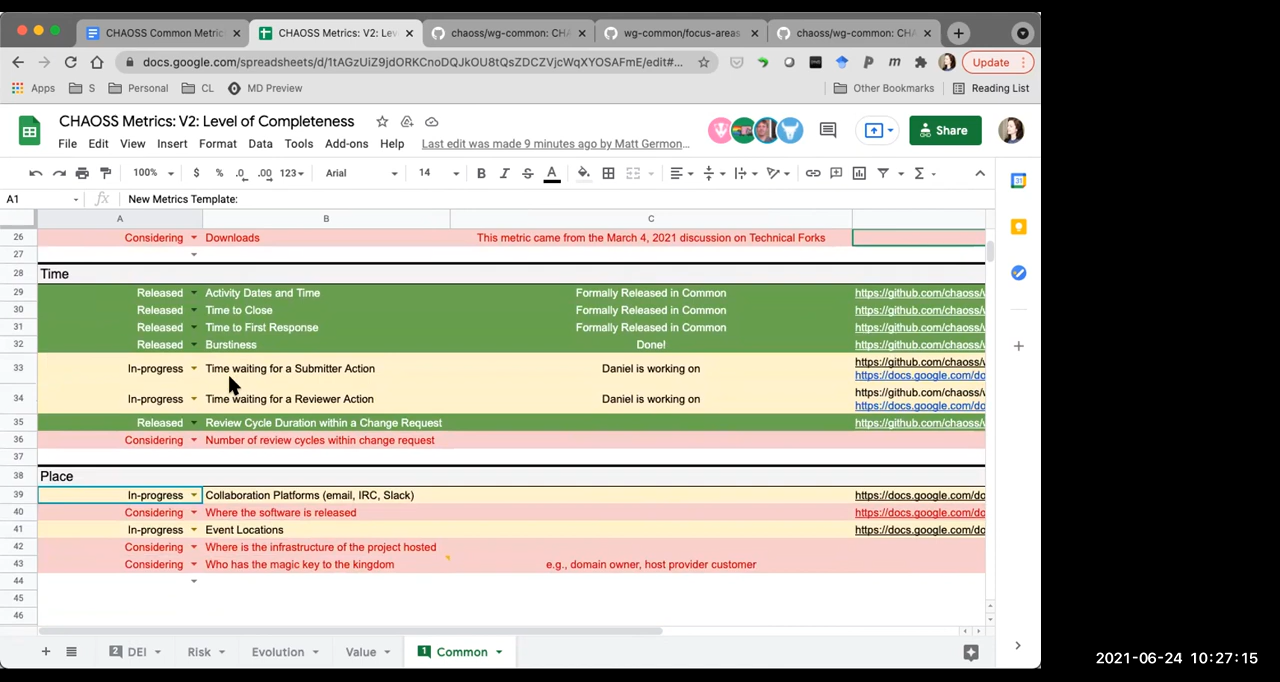 CHAOSS Common Metric
CHAOSS Metrics: V2: Lev
chaoss/wg-common: CHA
wg-common/focus-areas
chaoss/wg-common: CHA
docs.google.com/spreadsheets/d/1tAGzUiZ9jdORKCnoDQJkOU8tQsZDCZVjcWqXYOSAFmE/edit#...
Update
Apps S Personal CL MD Preview Other Bookmarks Reading List
CHAOSS Metrics: V2: Level of Completeness
File Edit View Insert Format Data Tools Add-ons Help Last edit was made 9 minutes ago by Matt Germon...
Share
100% $ % .0 .00 123 Arial 14 B I S A
A1 fx New Metrics Template:
A B C
26 Considering Downloads This metric came from the March 4, 2021 discussion on Technical Forks
27
28 Time
29 Released Activity Dates and Time Formally Released in Common https://github.com/chaoss/v
30 Released Time to Close Formally Released in Common https://github.com/chaoss/v
31 Released Time to First Response Formally Released in Common https://github.com/chaoss/v
32 Released Burstiness Done! https://github.com/chaoss/v
33 In-progress Time waiting for a Submitter Action Daniel is working on https://github.com/chaoss/v
https://docs.google.com/do
34 In-progress Time waiting for a Reviewer Action Daniel is working on https://github.com/chaoss/v
https://docs.google.com/do
35 Released Review Cycle Duration within a Change Request https://github.com/chaoss/v
36 Considering Number of review cycles within change request
37
38 Place
39 In-progress Collaboration Platforms (email, IRC, Slack) https://docs.google.com/do
40 Considering Where the software is released https://docs.google.com/do
41 In-progress Event Locations https://docs.google.com/do
42 Considering Where is the infrastructure of the project hosted
43 Considering Who has the magic key to the kingdom e.g., domain owner, host provider customer
44
45
46
2 DEI Risk Evolution Value 1 Common
2021-06-24 10:27:15